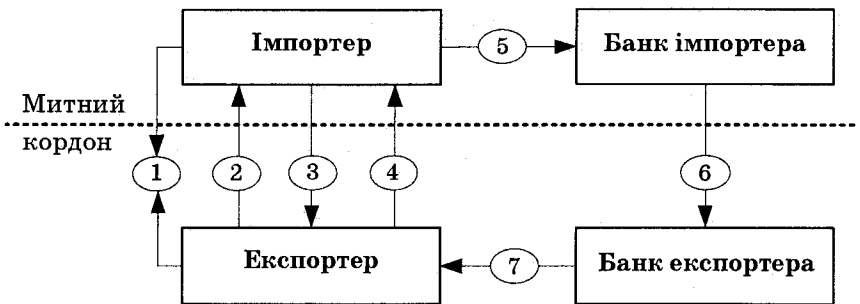 Імпортер
5
Банк імпортера
Митний
кордон
1
2
3
4
6
Експортер
7
Банк експортера